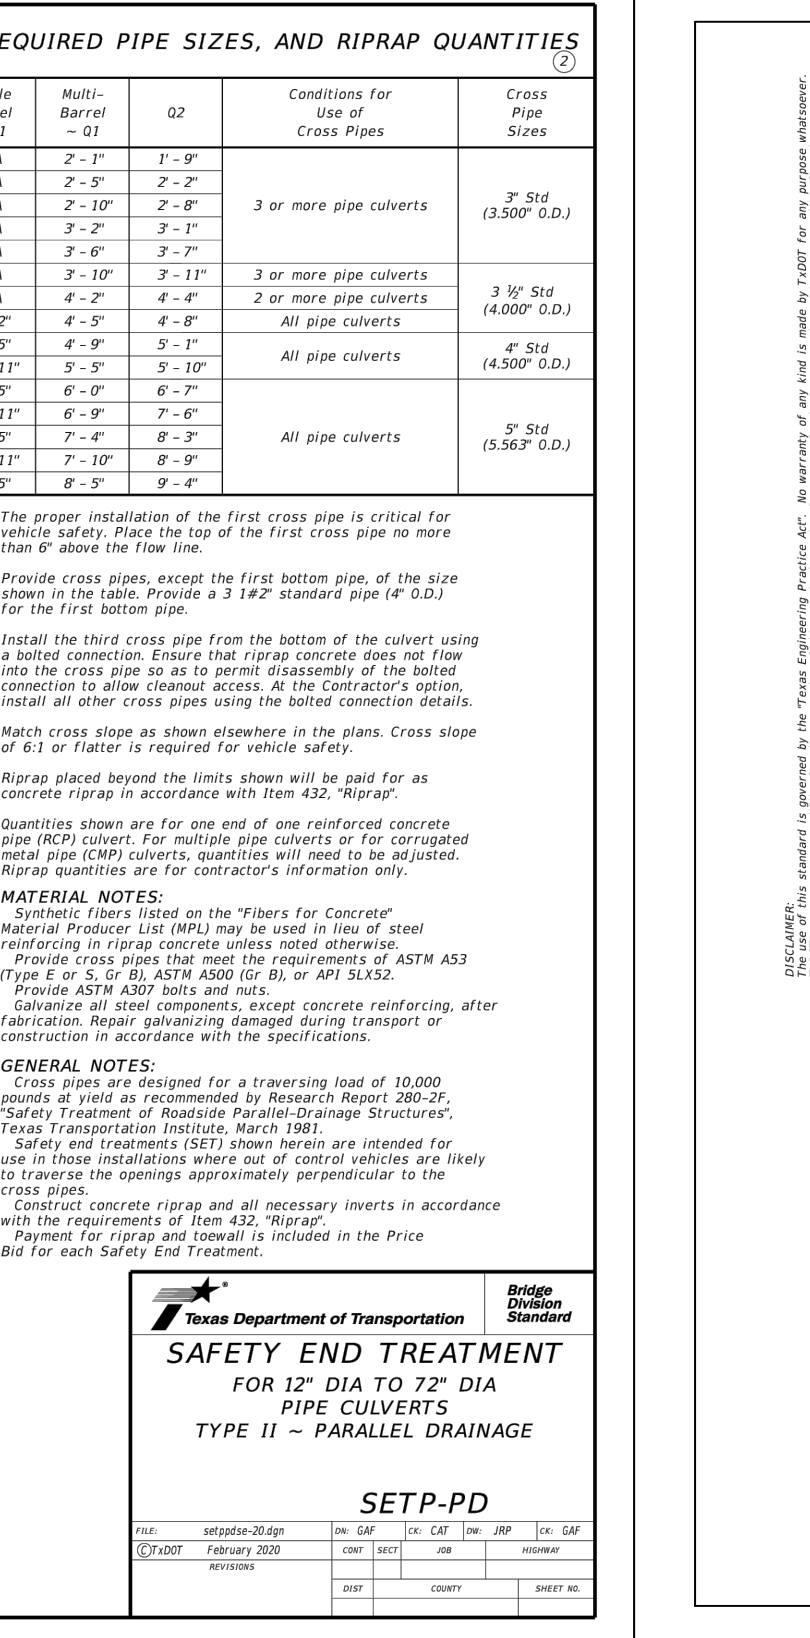 EQUIRED PIPE SIZES, AND RIPRAP QUANTITIES
2
le Multi- Conditions for Cross
el Barrel Q2 Use of Pipe
1 ~ Q1 Cross Pipes Sizes
2' – 1" 1' – 9"
2' – 5" 2' – 2"
2' – 10" 2' – 8" 3 or more pipe culverts 3" Std (3.500" O.D.)
3' – 2" 3' – 1"
3' – 6" 3' – 7"
3' – 10" 3' – 11" 3 or more pipe culverts
4' – 2" 4' – 4" 2 or more pipe culverts 3 ½" Std (4.000" O.D.)
2" 4' – 5" 4' – 8" All pipe culverts
5" 4' – 9" 5' – 1" All pipe culverts 4" Std (4.500" O.D.)
11" 5' – 5" 5' – 10"
5" 6' – 0" 6' – 7"
11" 6' – 9" 7' – 6"
5" 7' – 4" 8' – 3" All pipe culverts 5" Std (5.563" O.D.)
11" 7' – 10" 8' – 9"
5" 8' – 5" 9' – 4"
The proper installation of the first cross pipe is critical for
vehicle safety. Place the top of the first cross pipe no more
than 6" above the flow line.
Provide cross pipes, except the first bottom pipe, of the size
shown in the table. Provide a 3 1#2" standard pipe (4" O.D.)
for the first bottom pipe.
Install the third cross pipe from the bottom of the culvert using
a bolted connection. Ensure that riprap concrete does not flow
into the cross pipe so as to permit disassembly of the bolted
connection to allow cleanout access. At the Contractor's option,
install all other cross pipes using the bolted connection details.
Match cross slope as shown elsewhere in the plans. Cross slope
of 6:1 or flatter is required for vehicle safety.
Riprap placed beyond the limits shown will be paid for as
concrete riprap in accordance with Item 432, "Riprap".
Quantities shown are for one end of one reinforced concrete
pipe (RCP) culvert. For multiple pipe culverts or for corrugated
metal pipe (CMP) culverts, quantities will need to be adjusted.
Riprap quantities are for contractor's information only.
MATERIAL NOTES:
Synthetic fibers listed on the "Fibers for Concrete"
Material Producer List (MPL) may be used in lieu of steel
reinforcing in riprap concrete unless noted otherwise.
Provide cross pipes that meet the requirements of ASTM A53
(Type E or S, Gr B), ASTM A500 (Gr B), or API 5LX52.
Provide ASTM A307 bolts and nuts.
Galvanize all steel components, except concrete reinforcing, after
fabrication. Repair galvanizing damaged during transport or
construction in accordance with the specifications.
GENERAL NOTES:
Cross pipes are designed for a traversing load of 10,000
pounds at yield as recommended by Research Report 280-2F,
"Safety Treatment of Roadside Parallel-Drainage Structures",
Texas Transportation Institute, March 1981.
Safety end treatments (SET) shown herein are intended for
use in those installations where out of control vehicles are likely
to traverse the openings approximately perpendicular to the
cross pipes.
Construct concrete riprap and all necessary inverts in accordance
with the requirements of Item 432, "Riprap".
Payment for riprap and toewall is included in the Price
Bid for each Safety End Treatment.
®
Texas Department of Transportation
Bridge
Division
Standard
SAFETY END TREATMENT
FOR 12" DIA TO 72" DIA
PIPE CULVERTS
TYPE II ~ PARALLEL DRAINAGE
SETP-PD
FILE: setppdse-20.dgn DN: GAF CK: CAT DW: JRP CK: GAF
©TxDOT February 2020 CONT SECT JOB HIGHWAY
REVISIONS
DIST COUNTY SHEET NO.
DISCLAIMER:
The use of this standard is governed by the "Texas Engineering Practice Act". No warranty of any kind is made by TxDOT for any purpose whatsoever.